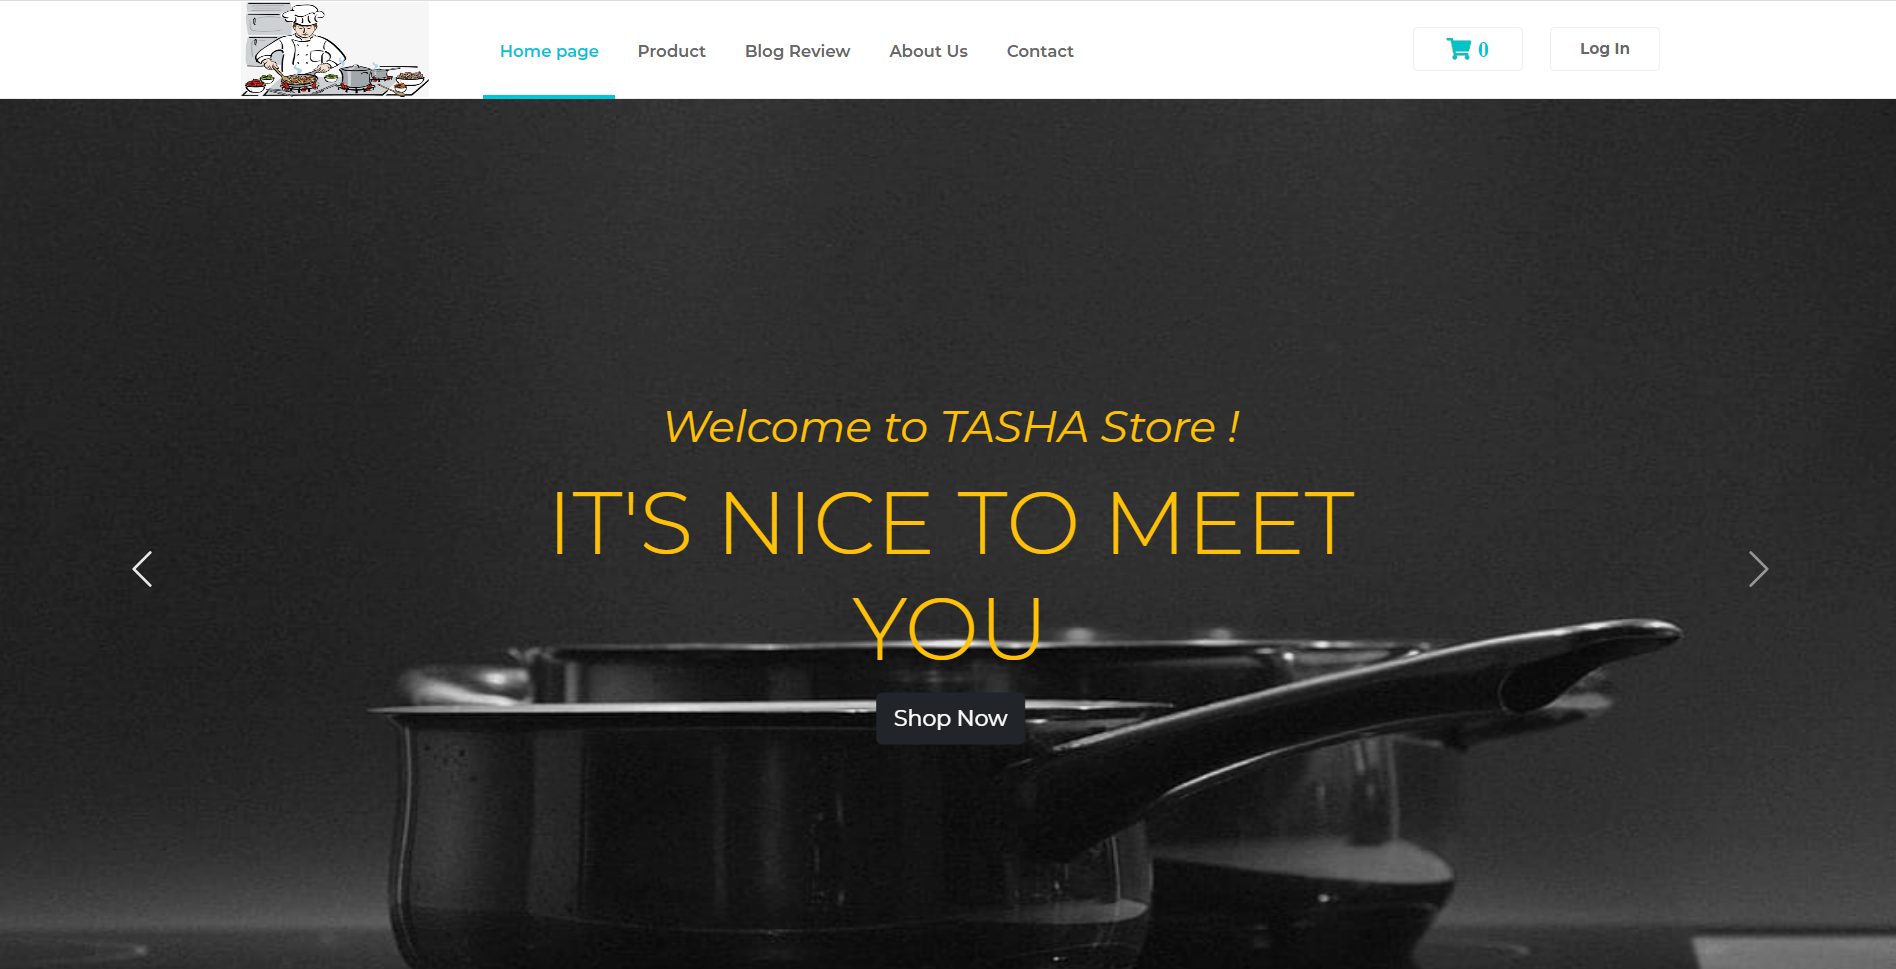 Home page Product Blog Review About Us Contact 0 Log In
Welcome to TASHA Store !
IT'S NICE TO MEET
YOU
Shop Now